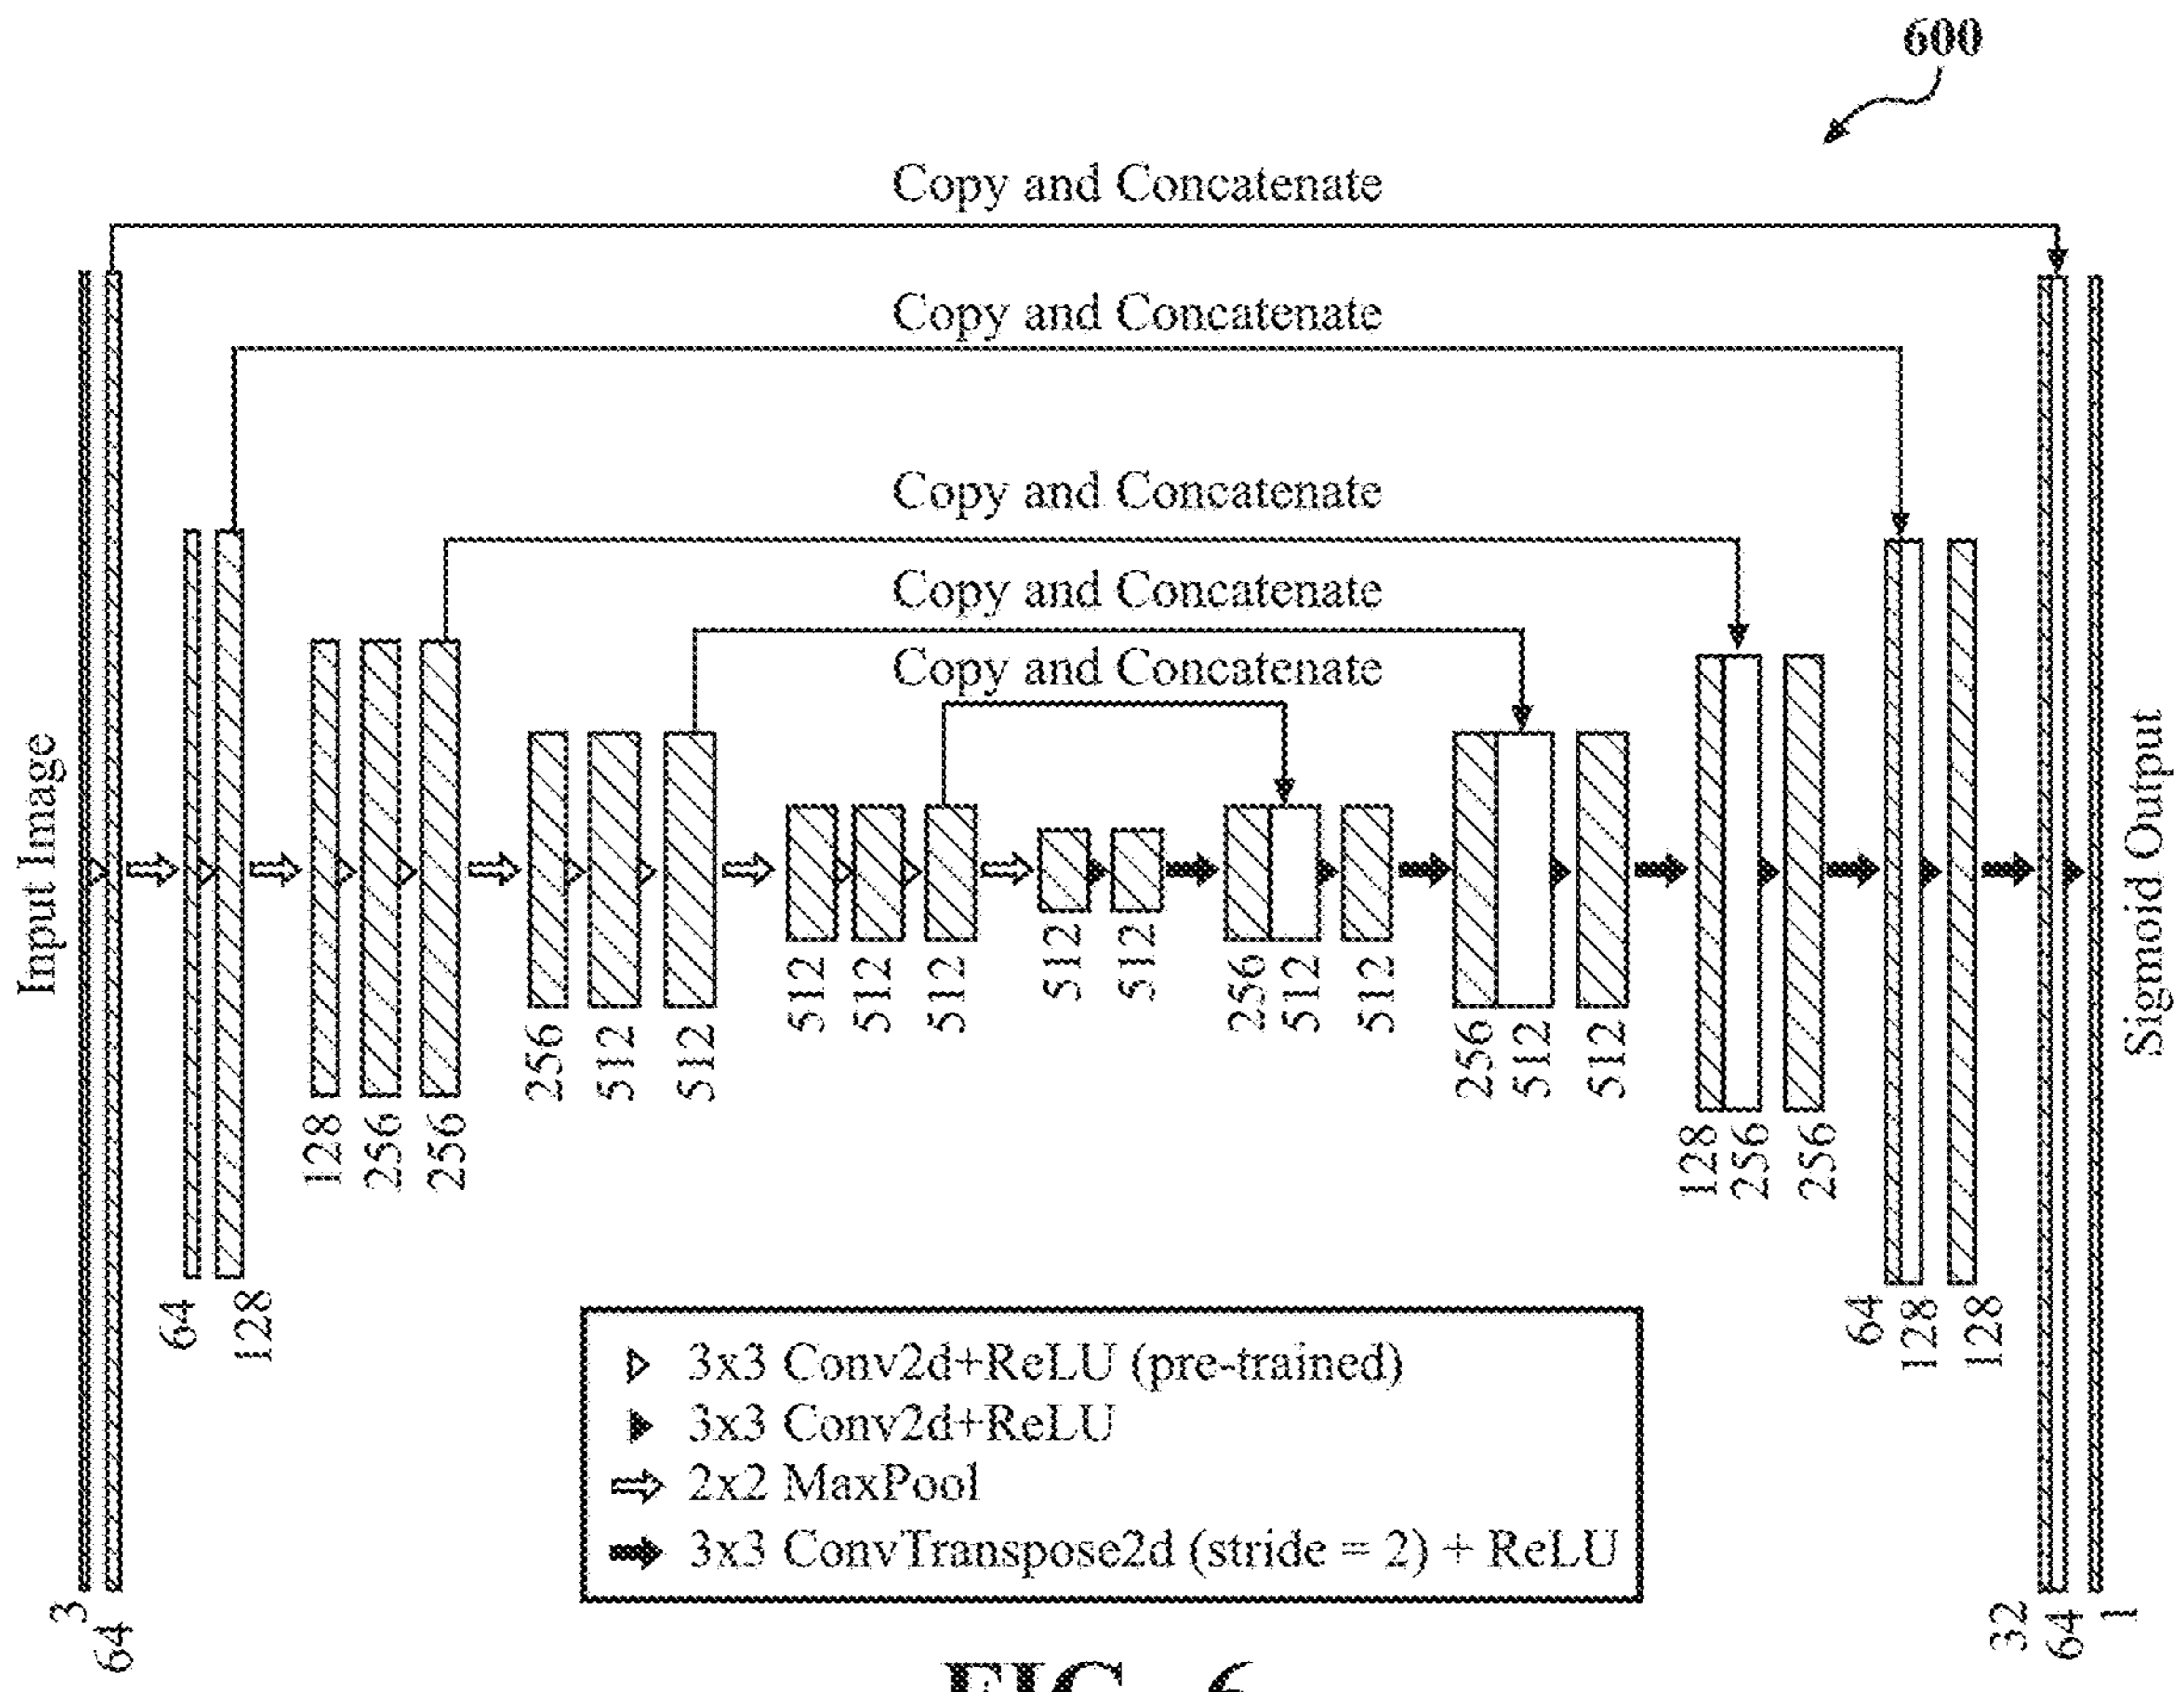 600
Copy and Concatenate
Copy and Concatenate
Copy and Concatenate
Copy and Concatenate
Copy and Concatenate
Input Image
3
64
64
128
128
256
256
256
512
512
512
512
512
512
512
256
512
512
256
512
512
128
256
256
64
128
128
32
64
1
Sigmoid Output
3x3 Conv2d+ReLU (pre-trained)
3x3 Conv2d+ReLU
2x2 MaxPool
3x3 ConvTranspose2d (stride = 2) + ReLU
FIG. 6